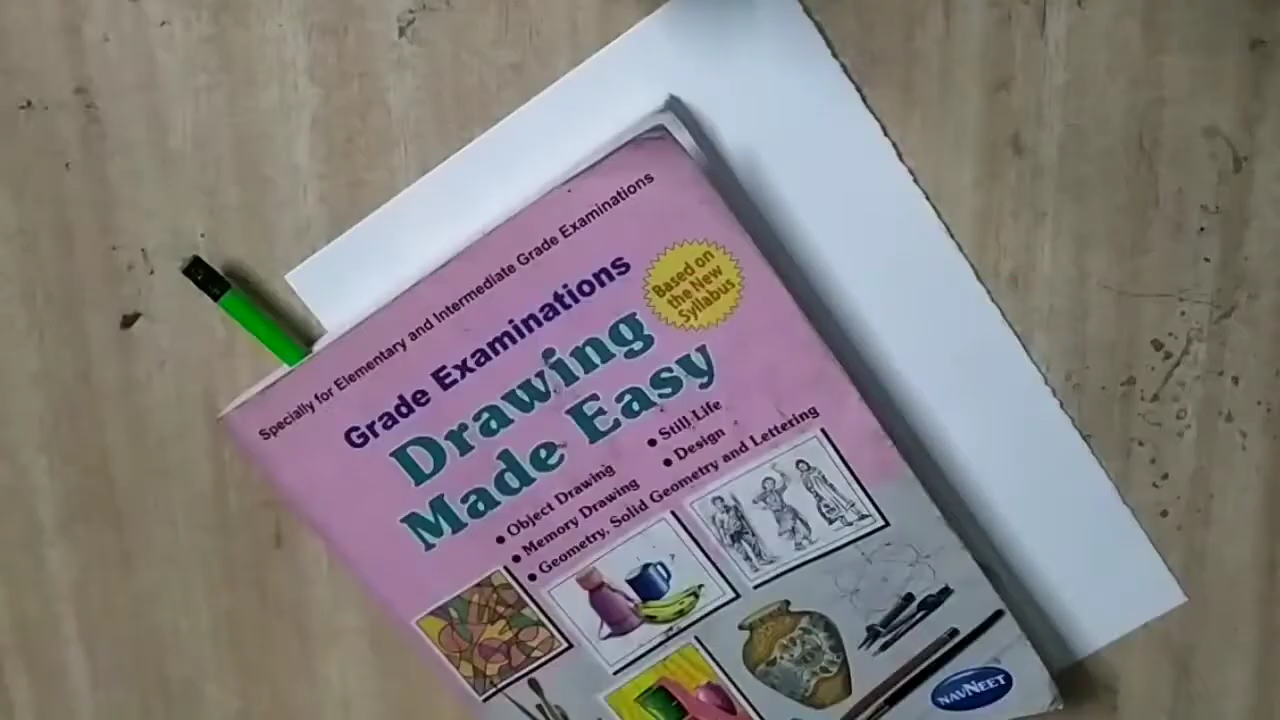 Specially for Elementary and Intermediate Grade Examinations
Grade Examinations
Based on
the New
Syllabus
Drawing
Made Easy
• Object Drawing
• Still Life
• Memory Drawing
• Design
• Geometry, Solid Geometry and Lettering
NAVNEET